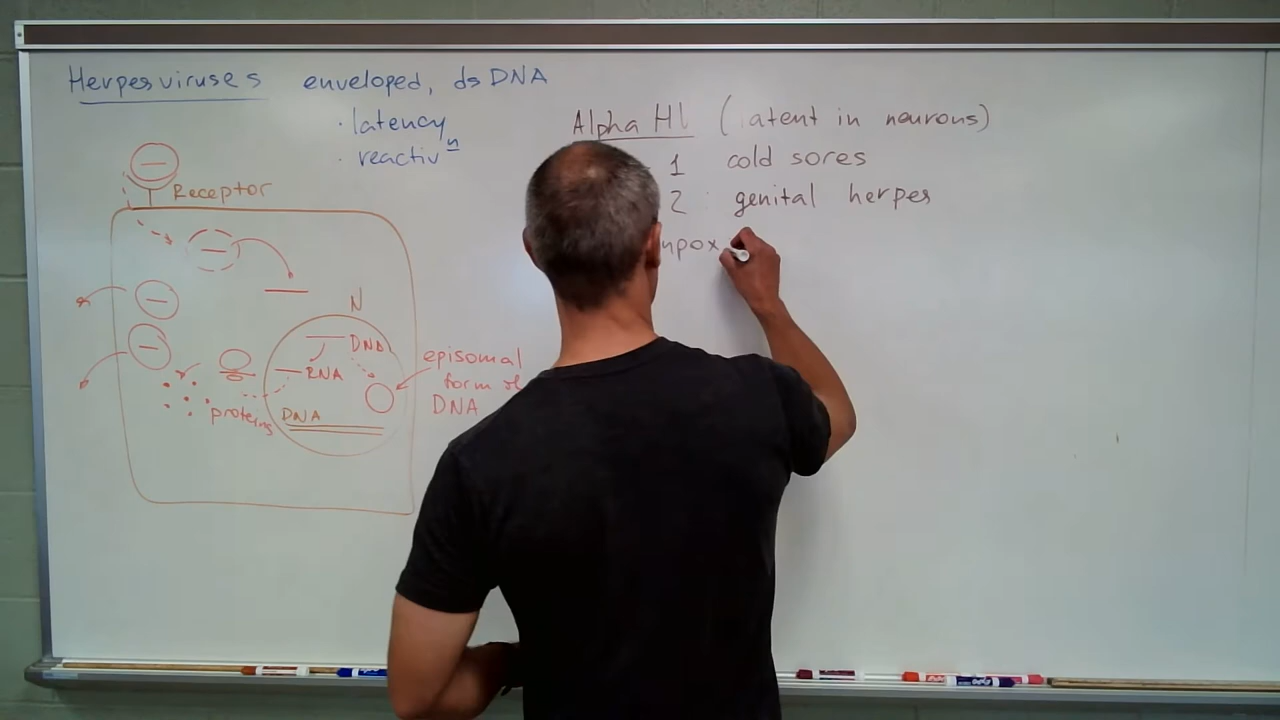 Herpesviruses enveloped, ds DNA
· latency
· reactivⁿ
Receptor
N
DNA
RNA
proteins
DNA
episomal
form of
DNA
Alpha HV (latent in neurons)
1 cold sores
2 genital herpes
npox